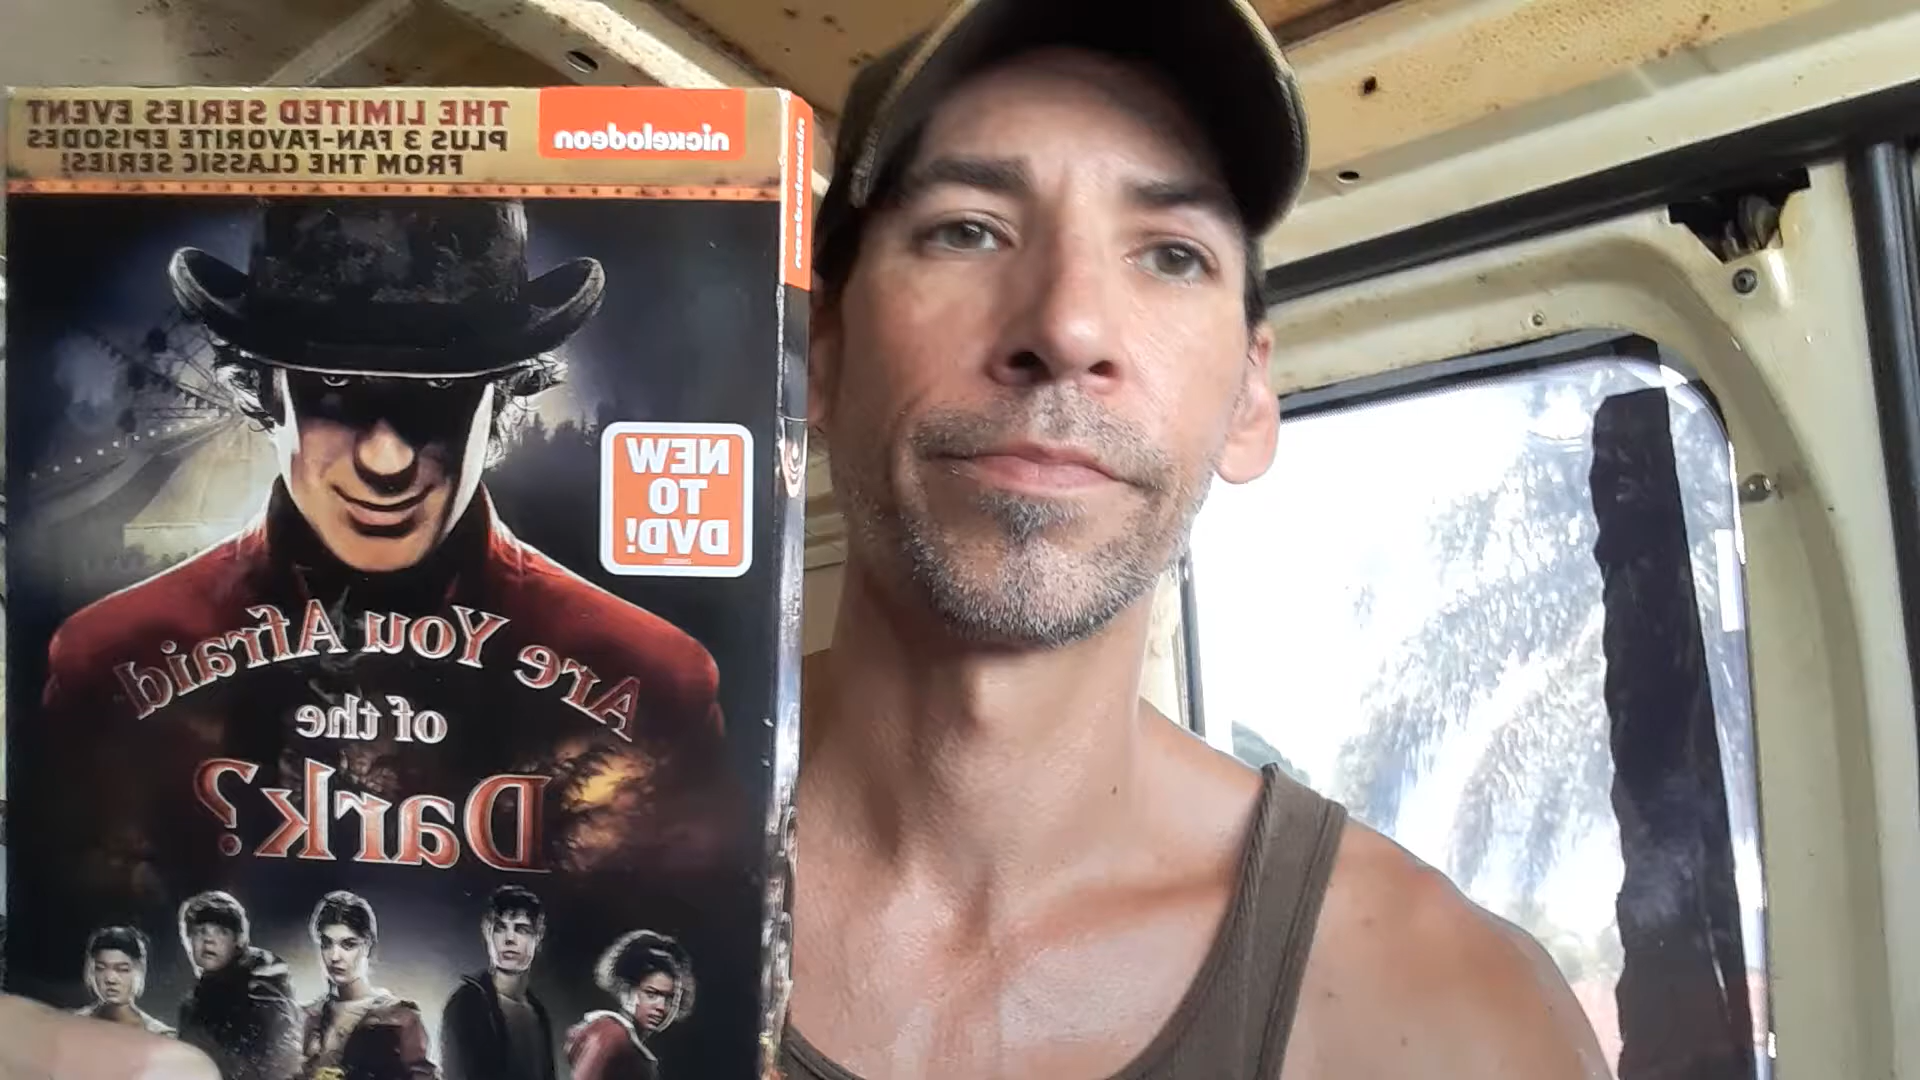 THE LIMITED SERIES EVENT
PLUS 3 FAN-FAVORITE EPISODES
FROM THE CLASSIC SERIES!
nickelodeon
nickelodeon
NEW
TO
DVD!
Are You Afraid
of the
Dark?